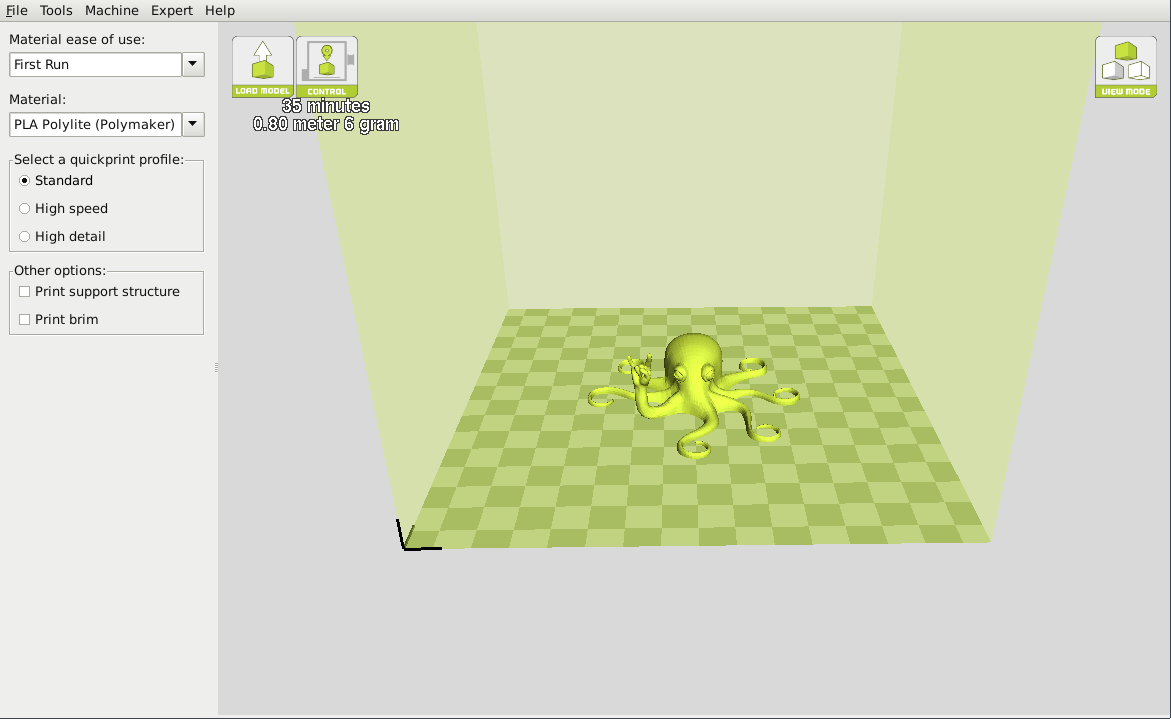 File Tools Machine Expert Help
Material ease of use:
First Run
Material:
PLA Polylite (Polymaker)
Select a quickprint profile:
Standard
High speed
High detail
Other options:
Print support structure
Print brim
LOAD MODEL
CONTROL
35 minutes
0.80 meter 6 gram
VIEW MODE